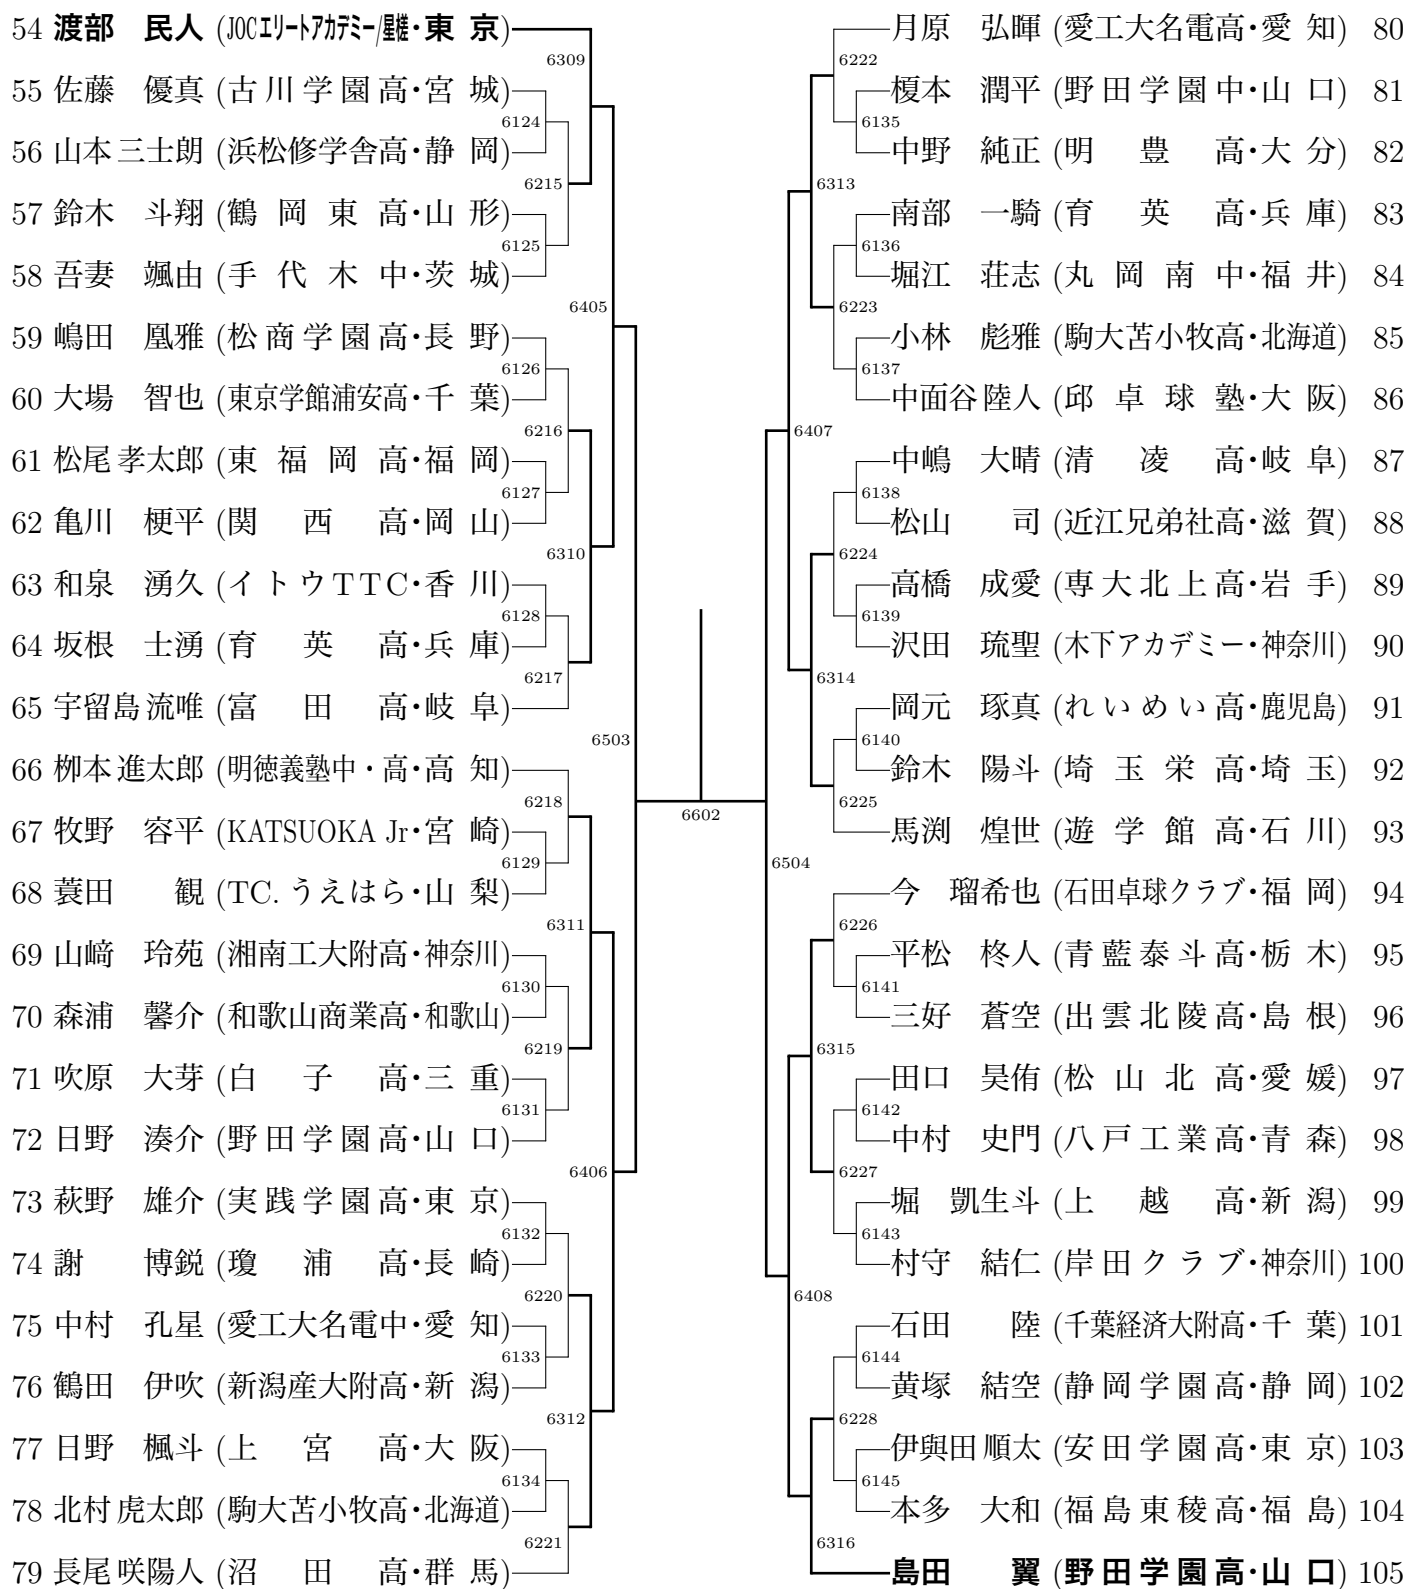 54 渡部 民人 (JOCエリートアカデミー/星槎・東 京)
6309
55 佐藤 優真 (古川学園高・宮 城)
6124
56 山本三士朗 (浜松修学舎高・静 岡)
6215
57 鈴木 斗翔 (鶴岡東高・山 形)
6125
58 吾妻 颯由 (手代木中・茨 城)
6405
59 嶋田 凰雅 (松商学園高・長 野)
6126
60 大場 智也 (東京学館浦安高・千 葉)
6216
61 松尾孝太郎 (東福岡高・福 岡)
6127
62 亀川 梗平 (関西高・岡 山)
6310
63 和泉 湧久 (イトウTTC・香 川)
6128
64 坂根 士湧 (育英高・兵 庫)
6217
65 宇留島流唯 (富田高・岐 阜)
6503
66 栁本進太郎 (明徳義塾中・高・高 知)
6218
67 牧野 容平 (KATSUOKA Jr・宮 崎)
6129
68 蓑田 観 (TC. うえはら・山 梨)
6311
69 山﨑 玲苑 (湘南工大附高・神奈川)
6130
70 森浦 馨介 (和歌山商業高・和歌山)
6219
71 吹原 大芽 (白子高・三 重)
6131
72 日野 湊介 (野田学園高・山 口)
6406
73 萩野 雄介 (実践学園高・東 京)
6132
74 謝 博鋭 (瓊浦高・長 崎)
6220
75 中村 孔星 (愛工大名電中・愛 知)
6133
76 鶴田 伊吹 (新潟産大附高・新 潟)
6312
77 日野 楓斗 (上宮高・大 阪)
6134
78 北村虎太郎 (駒大苫小牧高・北海道)
6221
79 長尾咲陽人 (沼田高・群 馬)
6602
月原 弘暉 (愛工大名電高・愛 知) 80
6222
榎本 潤平 (野田学園中・山 口) 81
6135
中野 純正 (明豊高・大 分) 82
6313
南部 一騎 (育英高・兵 庫) 83
6136
堀江 荘志 (丸岡南中・福 井) 84
6223
小林 彪雅 (駒大苫小牧高・北海道) 85
6137
中面谷陸人 (邱卓球塾・大 阪) 86
6407
中嶋 大晴 (清凌高・岐 阜) 87
6138
松山 司 (近江兄弟社高・滋 賀) 88
6224
高橋 成愛 (専大北上高・岩 手) 89
6139
沢田 琉聖 (木下アカデミー・神奈川) 90
6314
岡元 琢真 (れいめい高・鹿児島) 91
6140
鈴木 陽斗 (埼玉栄高・埼 玉) 92
6225
馬渕 煌世 (遊学館高・石 川) 93
6504
今 瑠希也 (石田卓球クラブ・福 岡) 94
6226
平松 柊人 (青藍泰斗高・栃 木) 95
6141
三好 蒼空 (出雲北陵高・島 根) 96
6315
田口 昊侑 (松山北高・愛 媛) 97
6142
中村 史門 (八戸工業高・青 森) 98
6227
堀 凱生斗 (上越高・新 潟) 99
6143
村守 結仁 (岸田クラブ・神奈川) 100
6408
石田 陸 (千葉経済大附高・千 葉) 101
6144
黄塚 結空 (静岡学園高・静 岡) 102
6228
伊與田順太 (安田学園高・東 京) 103
6145
本多 大和 (福島東稜高・福 島) 104
6316
島田 翼 (野田学園高・山 口) 105